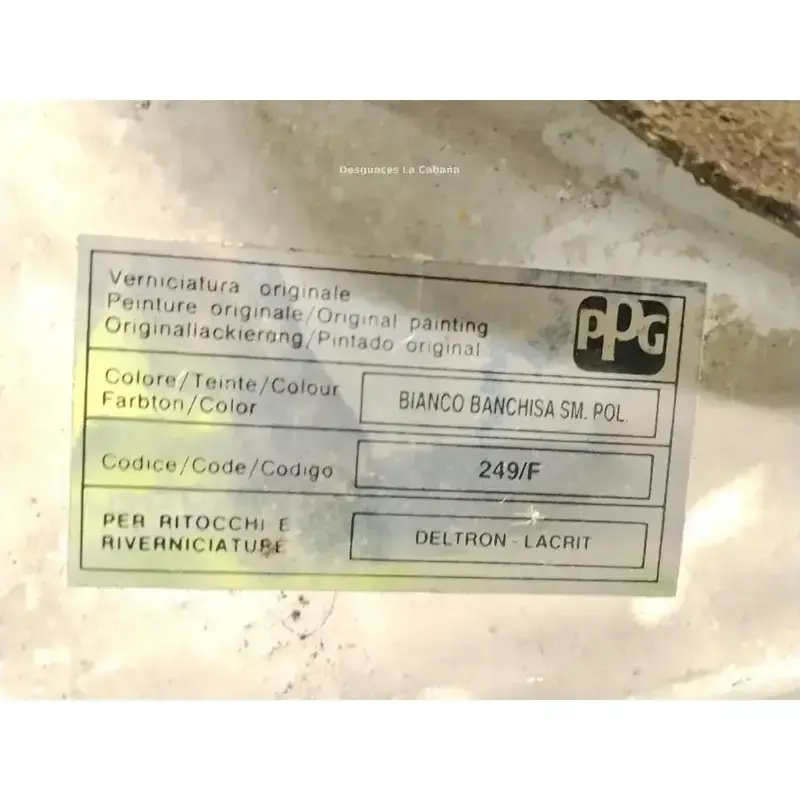 Desguaces La Cabaña
Verniciatura originale
Peinture originale/Original painting
Originallackierung/Pintado original
PPG
Colore/Teinte/Colour
Farbton/Color
BIANCO BANCHISA SM. POL.
Codice/Code/Codigo
249/F
PER RITOCCHI E
RIVERNICIATURE
DELTRON - LACRIT